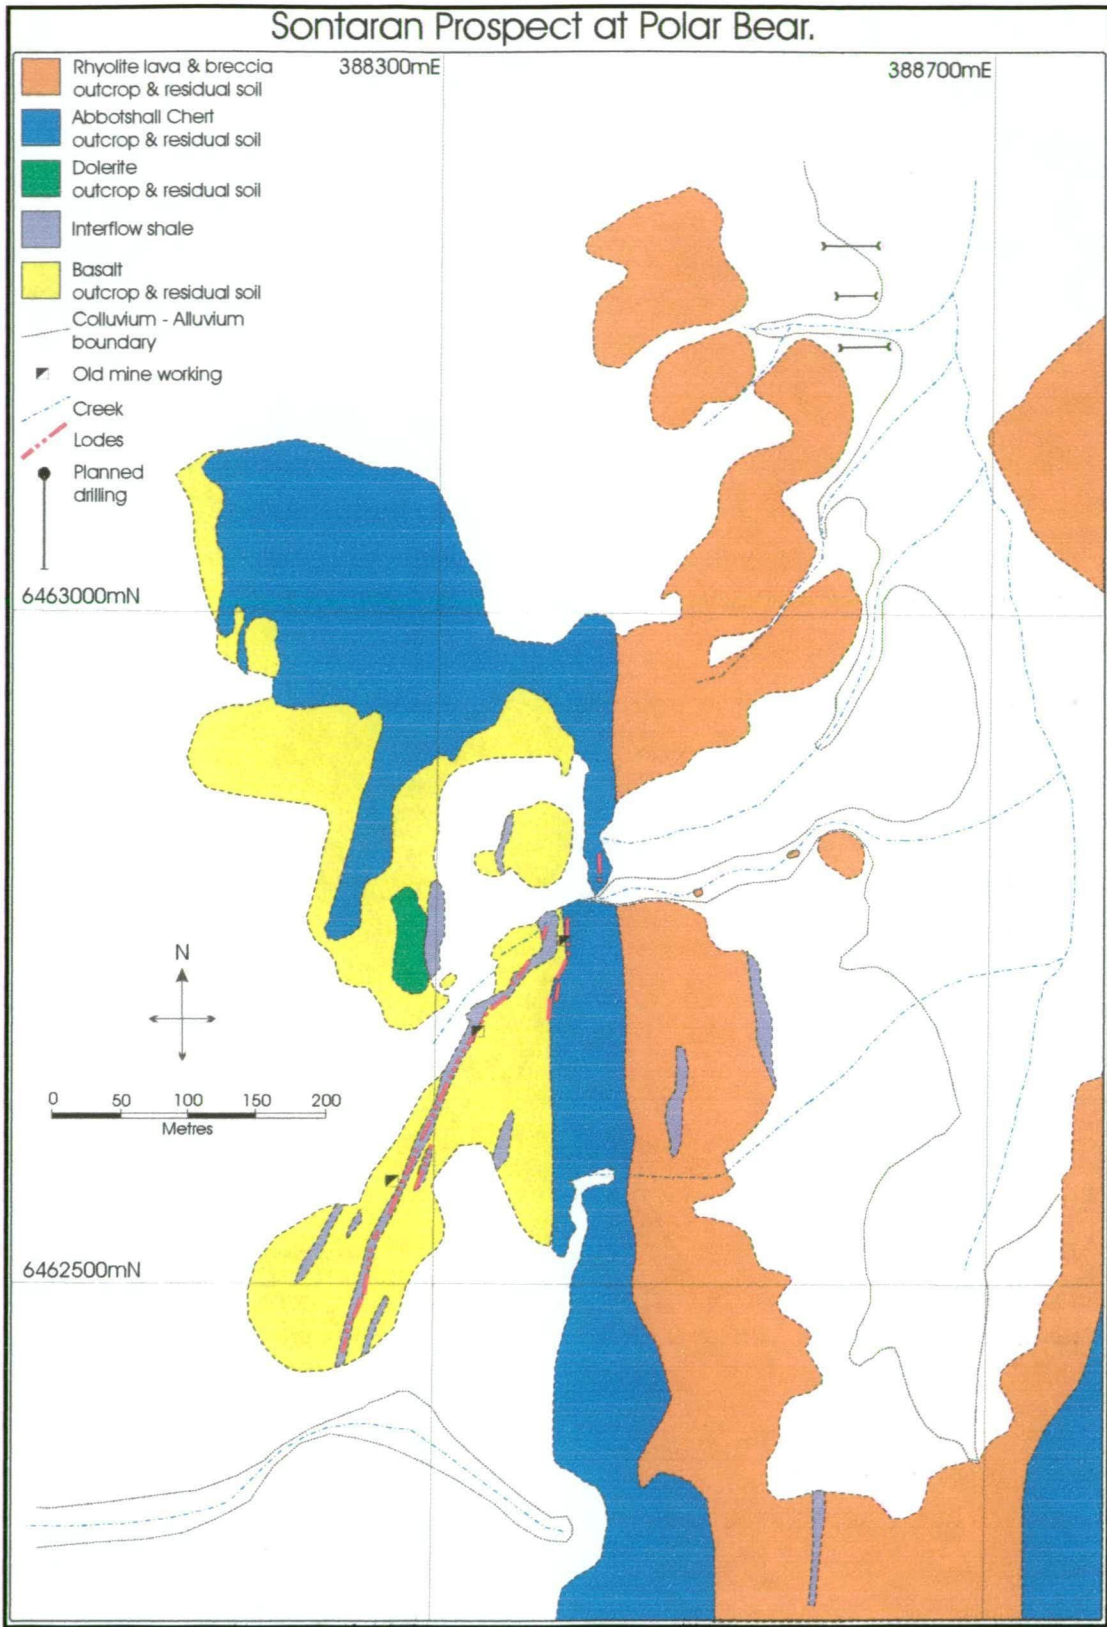 Sontaran Prospect at Polar Bear.
388300mE
388700mE
Rhyolite lava & breccia
outcrop & residual soil
Abbotshall Chert
outcrop & residual soil
Dolerite
outcrop & residual soil
Interflow shale
Basalt
outcrop & residual soil
Colluvium - Alluvium
boundary
Old mine working
Creek
Lodes
Planned
drilling
6463000mN
N
0 50 100 150 200
Metres
6462500mN